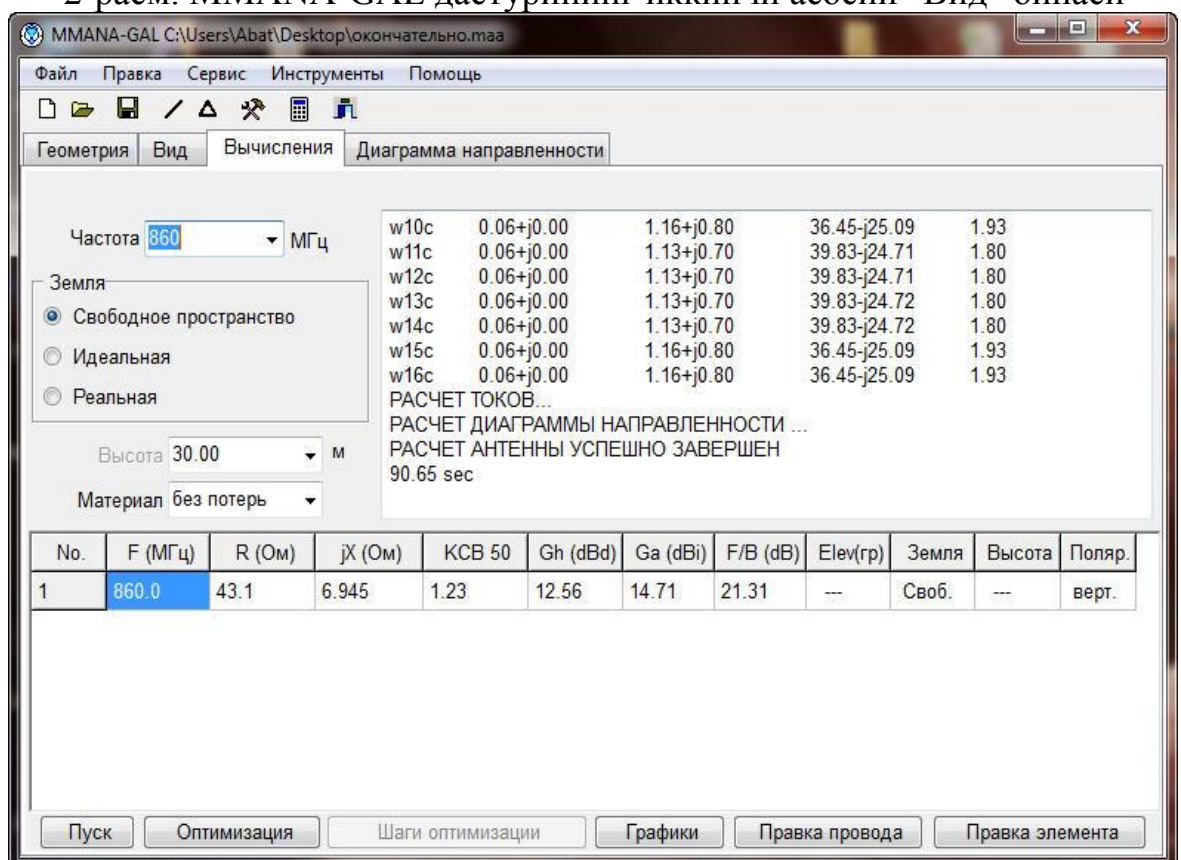 2-расм. MMANA-GAL дастурининг иккинчи асосий "Вид" ойнаси
MMANA-GAL C:\Users\Abat\Desktop\окончательно.maa
Файл Правка Сервис Инструменты Помощь
Геометрия Вид Вычисления Диаграмма направленности
Частота 860 МГц
Земля
Свободное пространство
Идеальная
Реальная
Высота 30.00 м
Материал без потерь
w10c 0.06+j0.00 1.16+j0.80 36.45-j25.09 1.93
w11c 0.06+j0.00 1.13+j0.70 39.83-j24.71 1.80
w12c 0.06+j0.00 1.13+j0.70 39.83-j24.71 1.80
w13c 0.06+j0.00 1.13+j0.70 39.83-j24.72 1.80
w14c 0.06+j0.00 1.13+j0.70 39.83-j24.72 1.80
w15c 0.06+j0.00 1.16+j0.80 36.45-j25.09 1.93
w16c 0.06+j0.00 1.16+j0.80 36.45-j25.09 1.93
РАСЧЕТ ТОКОВ...
РАСЧЕТ ДИАГРАММЫ НАПРАВЛЕННОСТИ ...
РАСЧЕТ АНТЕННЫ УСПЕШНО ЗАВЕРШЕН
90.65 sec
No. F (МГц) R (Ом) jX (Ом) КСВ 50 Gh (dBd) Ga (dBi) F/B (dB) Elev(гр) Земля Высота Поляр.
1 860.0 43.1 6.945 1.23 12.56 14.71 21.31 --- Своб. --- верт.
Пуск Оптимизация Шаги оптимизации Графики Правка провода Правка элемента